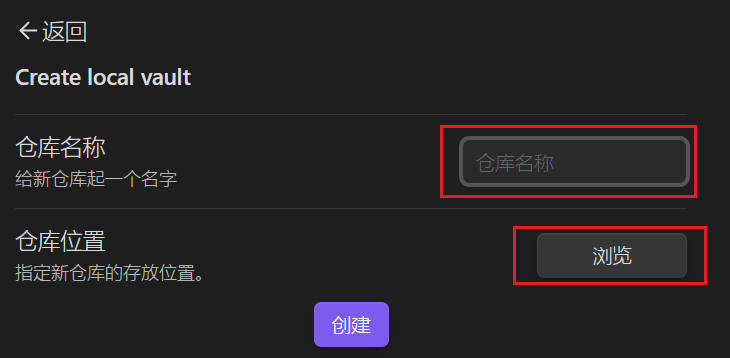 返回
Create local vault
仓库名称
仓库名称
给新仓库起一个名字
仓库位置
浏览
指定新仓库的存放位置。
创建